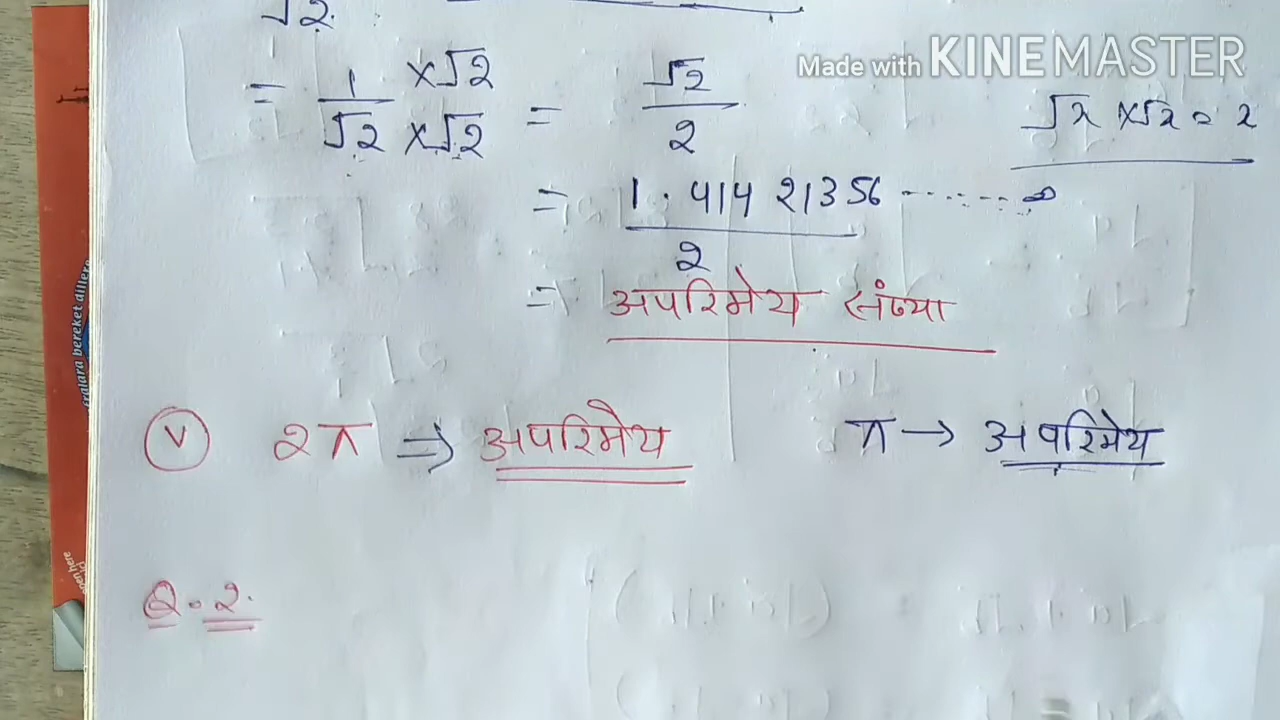 √2
Made with KINEMASTER
= 1/√2 ×√2/×√2 = √2/2
√2 ×√2 = 2
= 1.41421356 ........ ∞
2
= अपरिमेय संख्या
(v) 2π ⇒ अपरिमेय
π → अपरिमेय
Q.2.